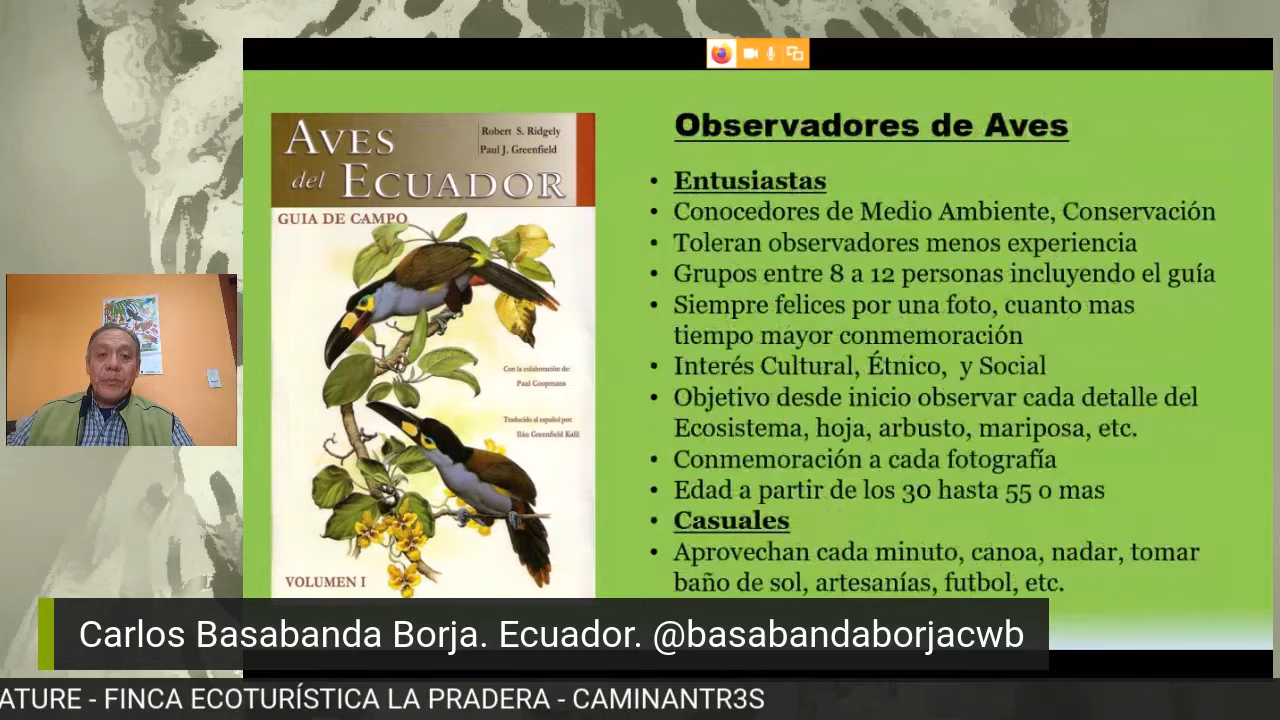 AVES
del ECUADOR
Robert S. Ridgely
Paul J. Greenfield
GUIA DE CAMPO
Con la colaboración de:
Paul Coopmans
Traducido al español por:
Ilán Greenfield Kalil
VOLUMEN I
Observadores de Aves
• Entusiastas
• Conocedores de Medio Ambiente, Conservación
• Toleran observadores menos experiencia
• Grupos entre 8 a 12 personas incluyendo el guía
• Siempre felices por una foto, cuanto mas
tiempo mayor conmemoración
• Interés Cultural, Étnico, y Social
• Objetivo desde inicio observar cada detalle del
Ecosistema, hoja, arbusto, mariposa, etc.
• Conmemoración a cada fotografía
• Edad a partir de los 30 hasta 55 o mas
• Casuales
• Aprovechan cada minuto, canoa, nadar, tomar
baño de sol, artesanías, futbol, etc.
Carlos Basabanda Borja. Ecuador. @basabandaborjacwb
ATURE - FINCA ECOTURÍSTICA LA PRADERA - CAMINANTR3S